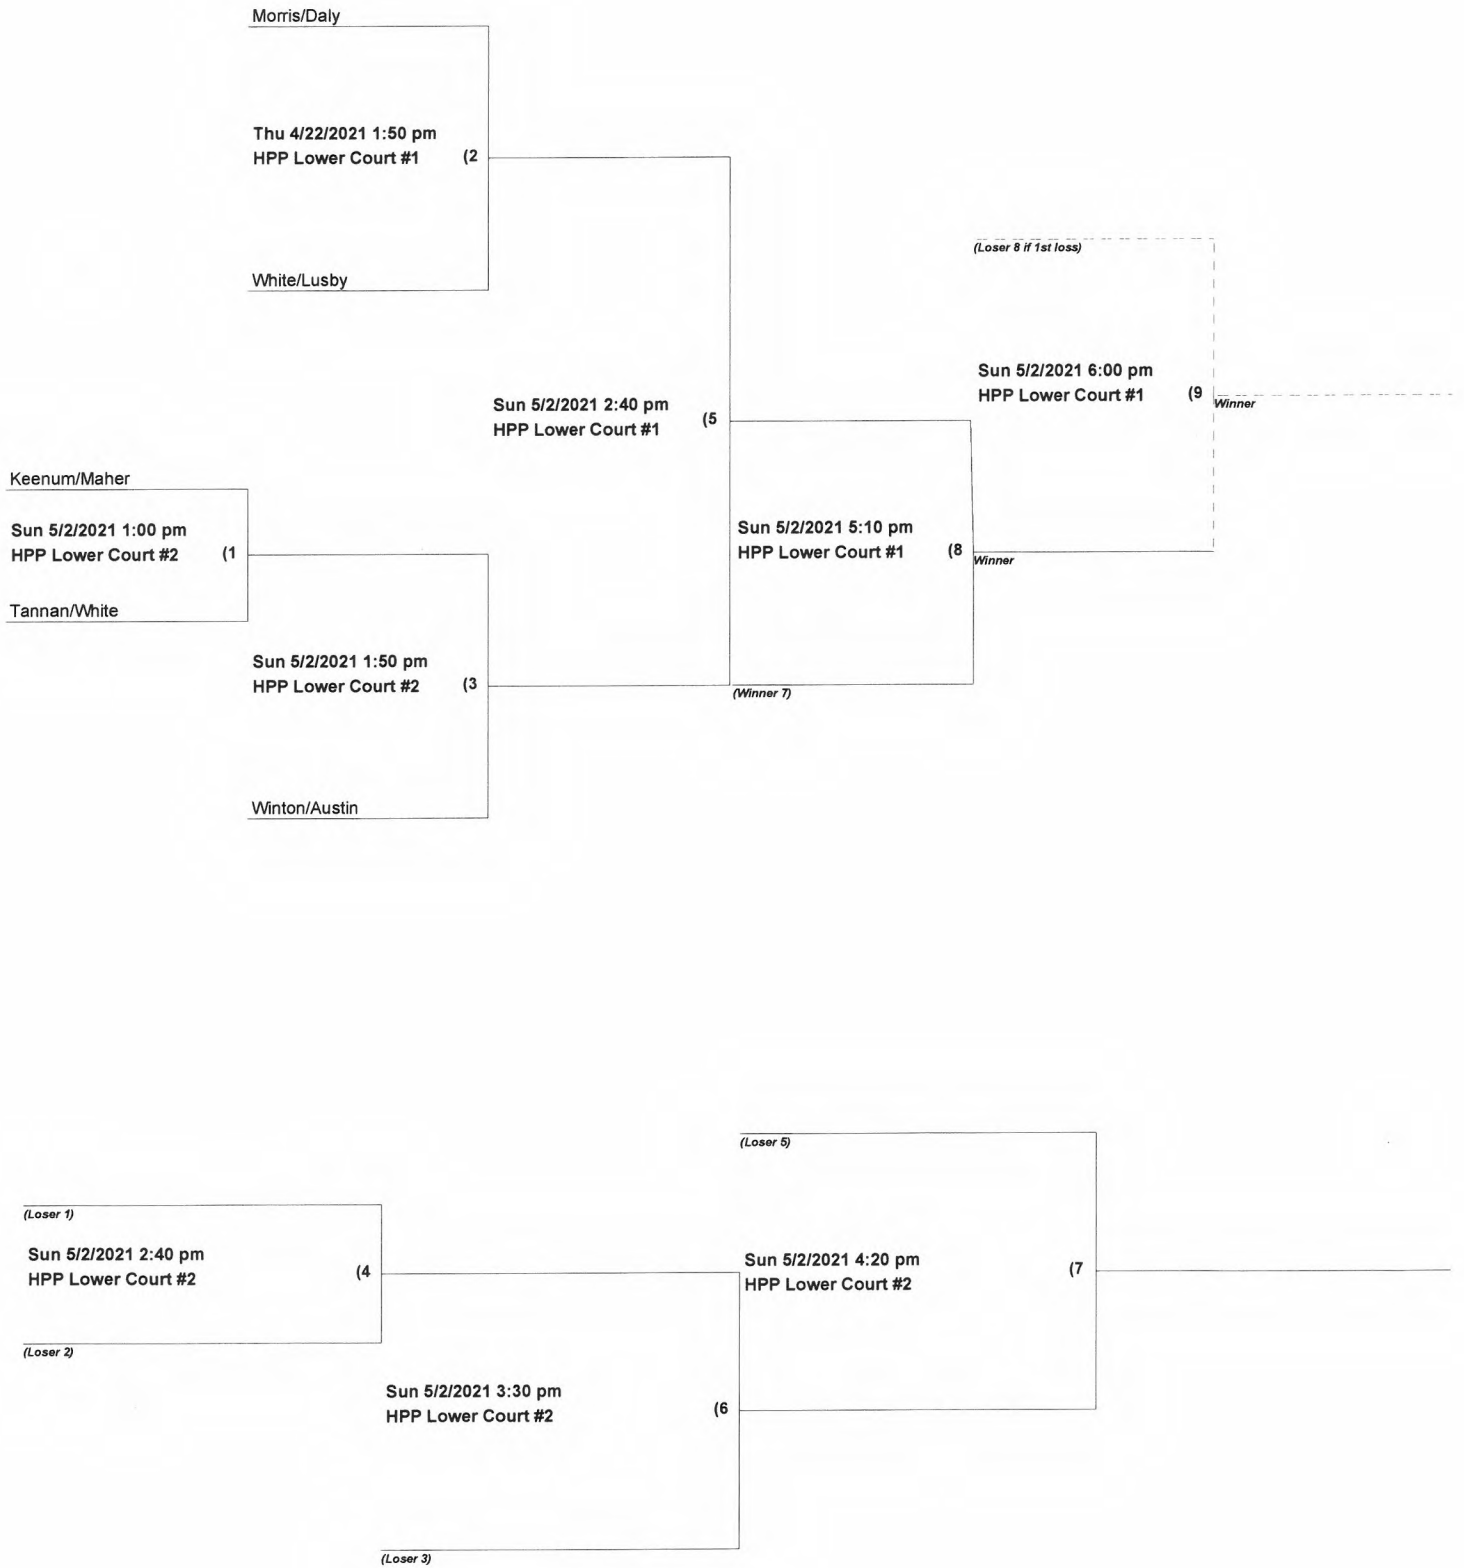 Morris/Daly
Thu 4/22/2021 1:50 pm
HPP Lower Court #1 (2
White/Lusby
(Loser 8 if 1st loss)
Sun 5/2/2021 6:00 pm
HPP Lower Court #1 (9
Winner
Sun 5/2/2021 2:40 pm
HPP Lower Court #1 (5
Keenum/Maher
Sun 5/2/2021 1:00 pm
HPP Lower Court #2 (1
Tannan/White
Sun 5/2/2021 5:10 pm
HPP Lower Court #1 (8
Winner
Sun 5/2/2021 1:50 pm
HPP Lower Court #2 (3
(Winner 7)
Winton/Austin
(Loser 5)
(Loser 1)
Sun 5/2/2021 2:40 pm
HPP Lower Court #2 (4
(Loser 2)
Sun 5/2/2021 4:20 pm
HPP Lower Court #2 (7
Sun 5/2/2021 3:30 pm
HPP Lower Court #2 (6
(Loser 3)